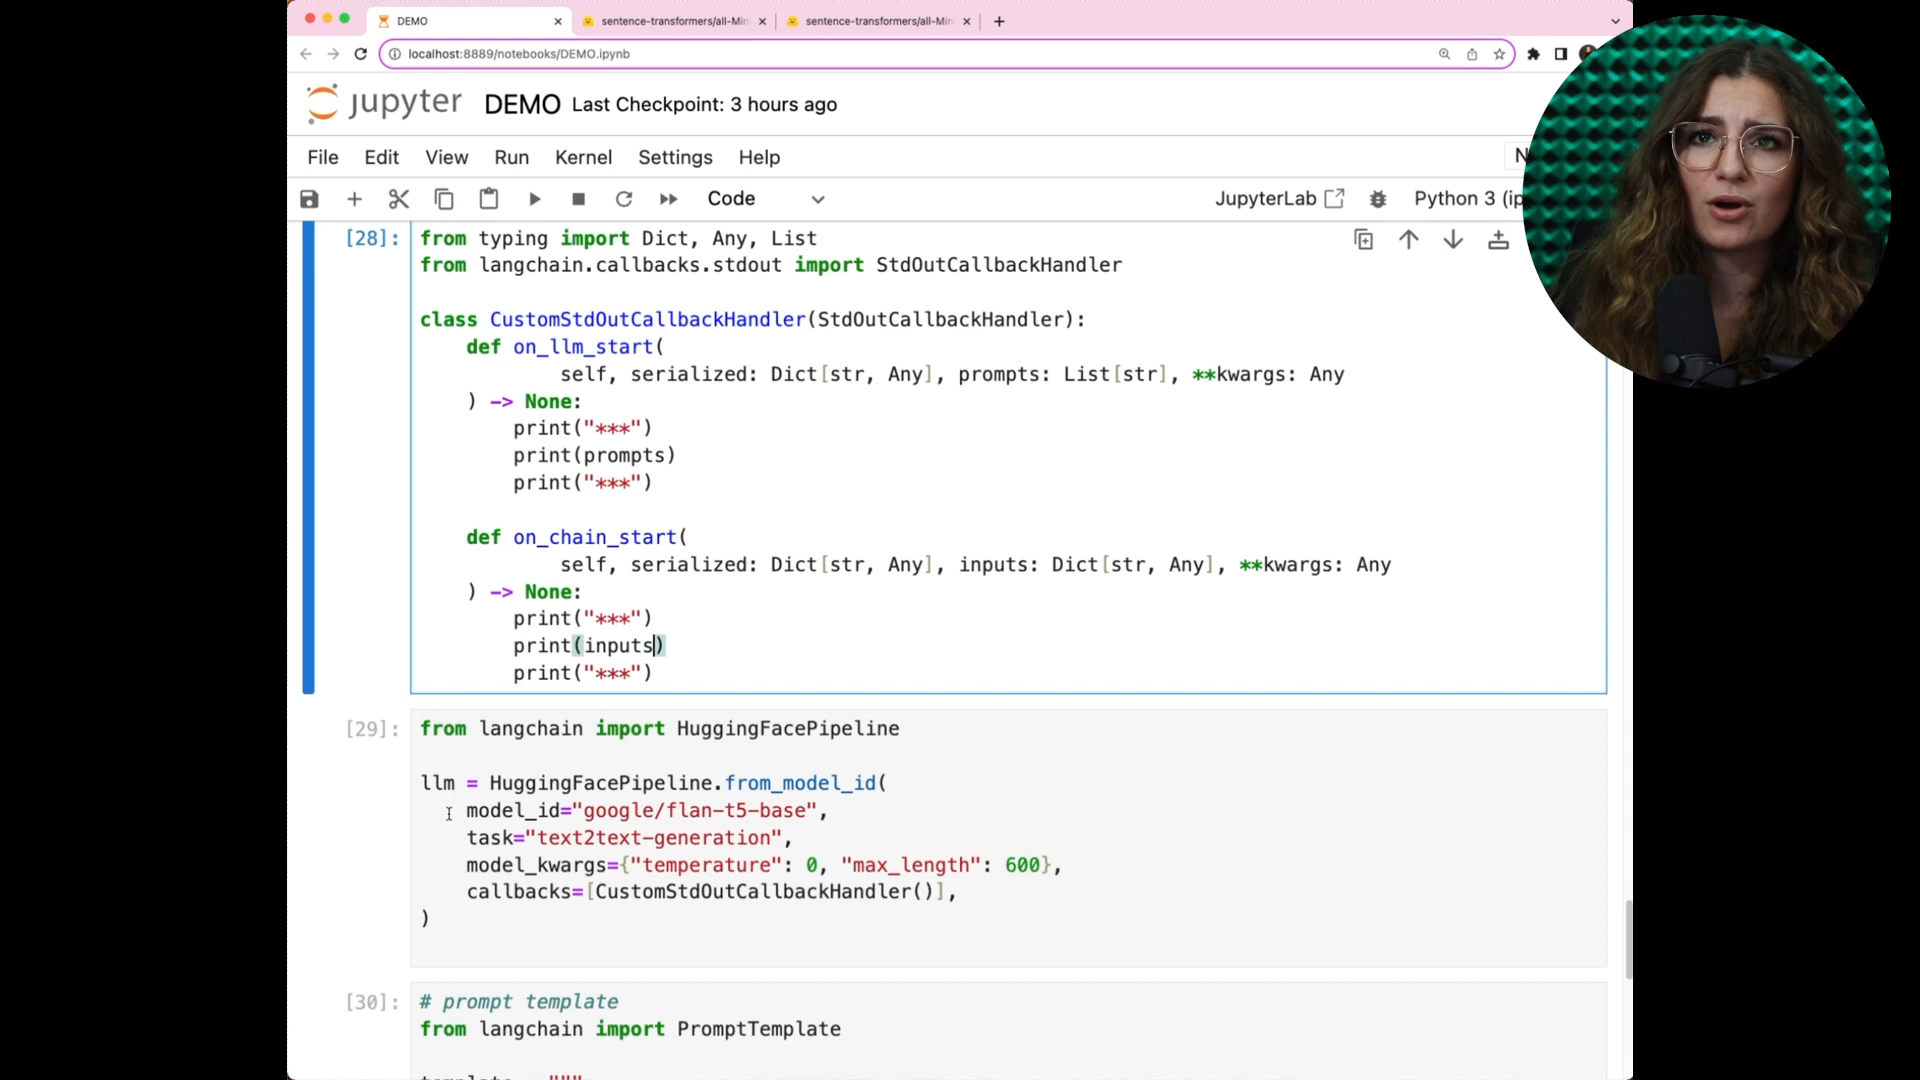 DEMO
sentence-transformers/all-Min
sentence-transformers/all-Min
localhost:8889/notebooks/DEMO.ipynb
jupyter DEMO Last Checkpoint: 3 hours ago
File Edit View Run Kernel Settings Help
Code JupyterLab Python 3 (ip
[28]: from typing import Dict, Any, List
from langchain.callbacks.stdout import StdOutCallbackHandler
class CustomStdOutCallbackHandler(StdOutCallbackHandler):
def on_llm_start(
self, serialized: Dict[str, Any], prompts: List[str], **kwargs: Any
) -> None:
print("***")
print(prompts)
print("***")
def on_chain_start(
self, serialized: Dict[str, Any], inputs: Dict[str, Any], **kwargs: Any
) -> None:
print("***")
print(inputs)
print("***")
[29]: from langchain import HuggingFacePipeline
llm = HuggingFacePipeline.from_model_id(
model_id="google/flan-t5-base",
task="text2text-generation",
model_kwargs={"temperature": 0, "max_length": 600},
callbacks=[CustomStdOutCallbackHandler()],
)
[30]: # prompt template
from langchain import PromptTemplate